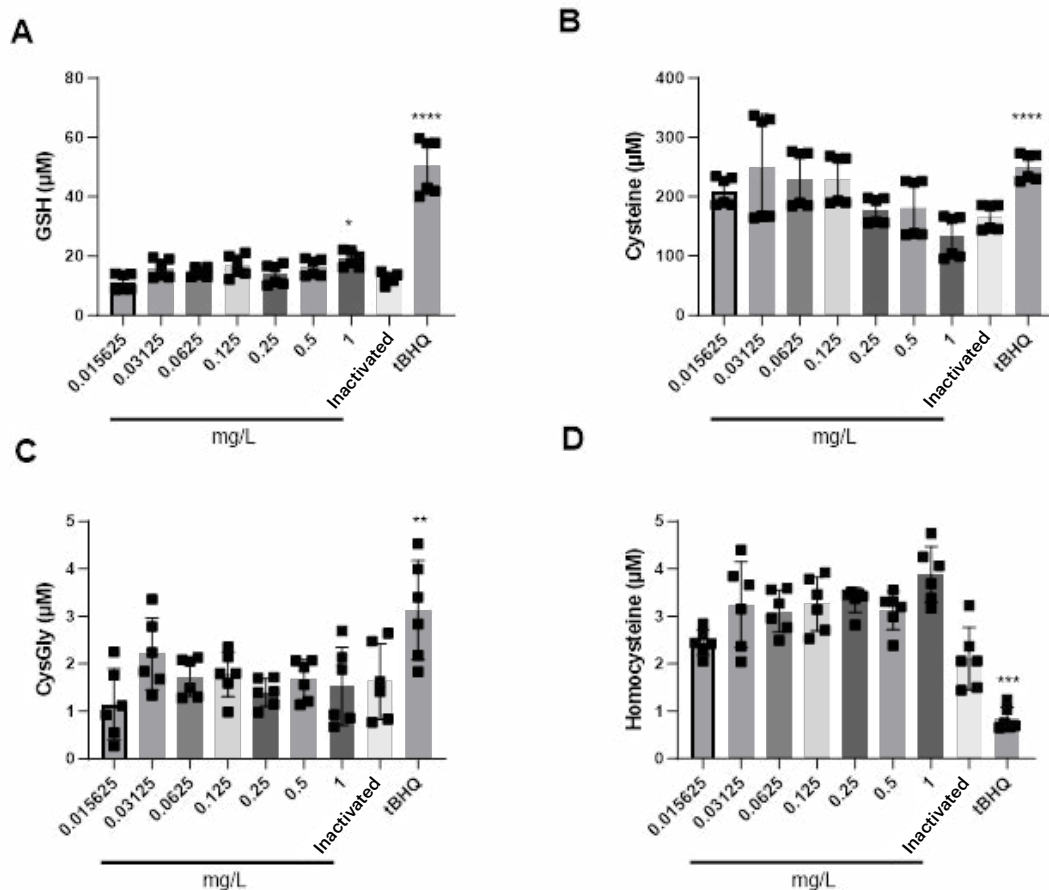 A
80
60
40
20
0
GSH (µM)
****
*
0.015625
0.03125
0.0625
0.125
0.25
0.5
1
Inactivated
tBHQ
mg/L
B
400
300
200
100
0
Cysteine (µM)
****
0.015625
0.03125
0.0625
0.125
0.25
0.5
1
Inactivated
tBHQ
mg/L
C
5
4
3
2
1
0
CysGly (µM)
**
0.015625
0.03125
0.0625
0.125
0.25
0.5
1
Inactivated
tBHQ
mg/L
D
5
4
3
2
1
0
Homocysteine (µM)
***
0.015625
0.03125
0.0625
0.125
0.25
0.5
1
Inactivated
tBHQ
mg/L